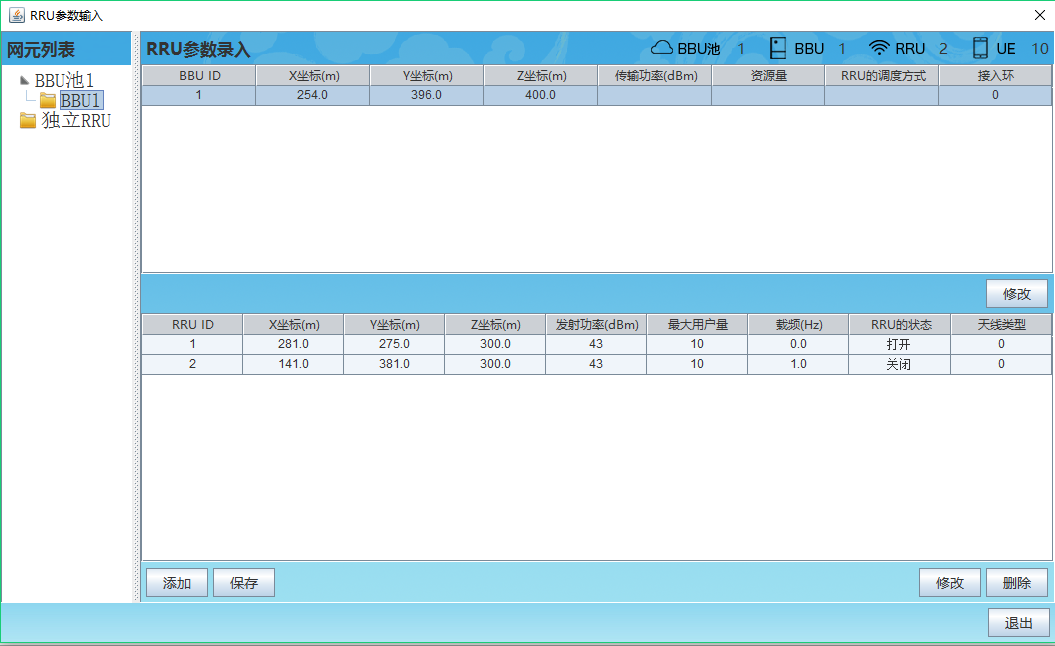 RRU参数输入
网元列表
BBU池1
BBU1
独立RRU
RRU参数录入 BBU池 1 BBU 1 RRU 2 UE 10
BBU ID X坐标(m) Y坐标(m) Z坐标(m) 传输功率(dBm) 资源量 RRU的调度方式 接入环
1 254.0 396.0 400.0 0
修改
RRU ID X坐标(m) Y坐标(m) Z坐标(m) 发射功率(dBm) 最大用户量 载频(Hz) RRU的状态 天线类型
1 281.0 275.0 300.0 43 10 0.0 打开 0
2 141.0 381.0 300.0 43 10 1.0 关闭 0
添加 保存 修改 删除
退出